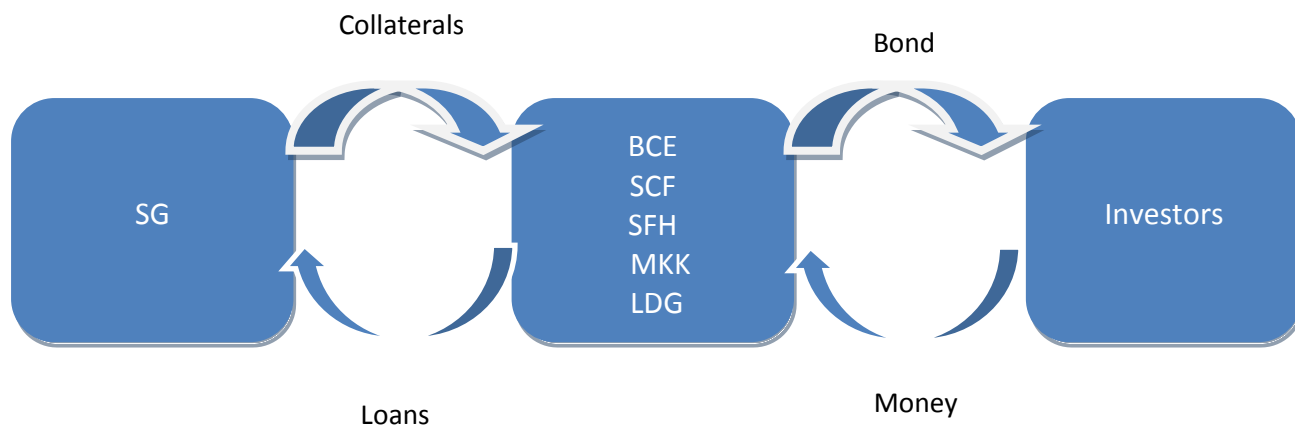 Collaterals
Bond
SG
BCE
SCF
SFH
MKK
LDG
Investors
Loans
Money